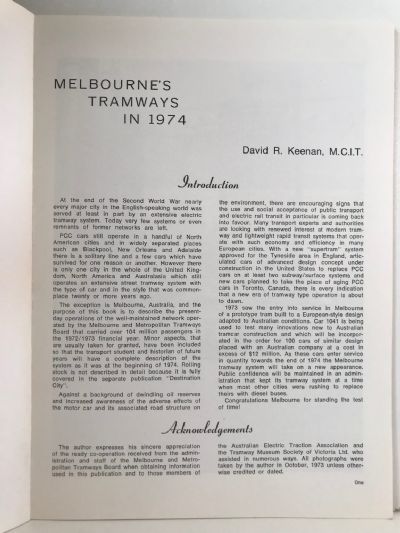 MELBOURNE'S
TRAMWAYS
IN 1974
David R. Keenan, M.C.I.T.
Introduction
At the end of the Second World War nearly
every major city in the English-speaking world was
served at least in part by an extensive electric
tramway system. Today very few systems or even
remnants of former networks are left.
PCC cars still operate in a handful of North
American cities and in widely separated places
such as Blackpool, New Orleans and Adelaide
there is a solitary line and a few cars which have
survived for one reason or another. However there
is only one city in the whole of the United King-
dom, North America and Australasia which still
operates an extensive street tramway system with
the type of car and in the style that was common-
place twenty or more years ago.
The exception is Melbourne, Australia, and the
purpose of this book is to describe the present-
day operations of the well-maintained network oper-
ated by the Melbourne and Metropolitan Tramways
Board that carried over 104 million passengers in
the 1972/1973 financial year. Minor aspects, that
are usually taken for granted, have been included
so that the transport student and historian of future
years will have a complete description of the
system as it was at the beginning of 1974. Rolling
stock is not described in detail because it is fully
covered in the separate publication "Destination
City".
Against a background of dwindling oil reserves
and increased awareness of the adverse effects of
the motor car and its associated road structure on
the environment, there are encouraging signs that
the use and social acceptance of public transport
and electric rail transit in particular is coming back
into favor. Many transport experts and authorities
are looking with renewed interest at modern tram-
way and lightweight rapid transit systems that oper-
ate with such economy and efficiency in many
European cities. With a new "supertram" system
approved for the Tyneside area in England, artic-
ulated cars of advanced design concept under
construction in the United States to replace PCC
cars on at least two subway/surface systems and
new cars planned to take the place of aging PCC
cars in Toronto, Canada, there is every indication
that a new era of tramway type operation is about
to dawn.
1973 saw the entry into service in Melbourne
of a prototype tram built to a European-style design
adapted to Australian conditions. Car 1041 is being
used to test many innovations new to Australian
tramcar construction and which will be incorpor-
ated in the order for 100 cars of similar design
placed with an Australian company at a cost in
excess of $12 million. As these cars enter service
in quantity towards the end of 1974 the Melbourne
tramway system will take on a new appearance.
Public confidence will be maintained in an admin-
istration that kept its tramway system at a time
when most other cities were rushing to replace
theirs with diesel buses.
Congratulations Melbourne for standing the test
of time!
Acknowledgements
The author expresses his sincere appreciation
of the ready co-operation received from the admin-
istration and staff of the Melbourne and Metro-
politan Tramways Board when obtaining information
used in this publication and to those members of
the Australian Electric Traction Association and
the Tramway Museum Society of Victoria Ltd. who
assisted in numerous ways. All photographs were
taken by the author in October, 1973 unless other-
wise credited or dated.
One